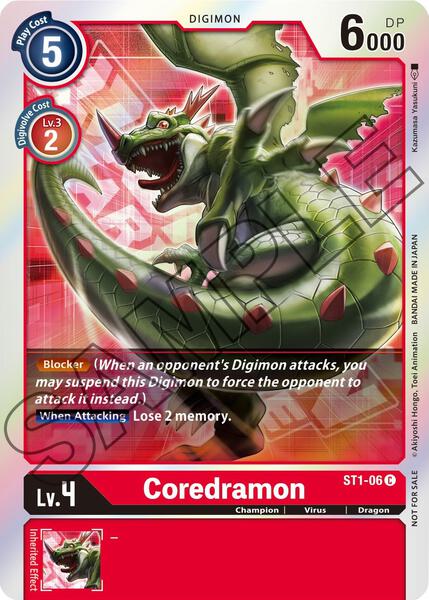 DIGIMON
Play Cost
5
DP
6000
Digivolve Cost
Lv.3
2
Kazumasa Yasukuni
SAMPLE
© Akiyoshi Hongo, Toei Animation BANDAI MADE IN JAPAN
NOT FOR SALE
Blocker (When an opponent's Digimon attacks, you
may suspend this Digimon to force the opponent to
attack it instead.)
When Attacking Lose 2 memory.
Lv.4
Coredramon
ST1-06 C
Champion | Virus | Dragon
Inherited Effect
–